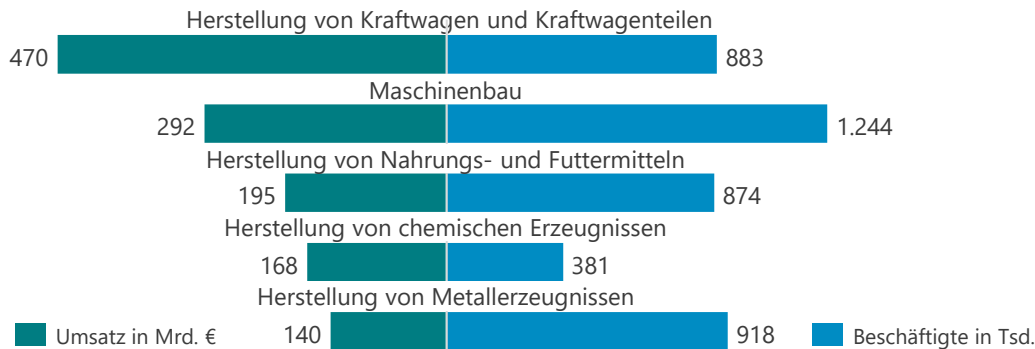 Herstellung von Kraftwagen und Kraftwagenteilen
470 883
Maschinenbau
292 1.244
Herstellung von Nahrungs- und Futtermitteln
195 874
Herstellung von chemischen Erzeugnissen
168 381
Herstellung von Metallerzeugnissen
Umsatz in Mrd. € 140 918 Beschäftigte in Tsd.